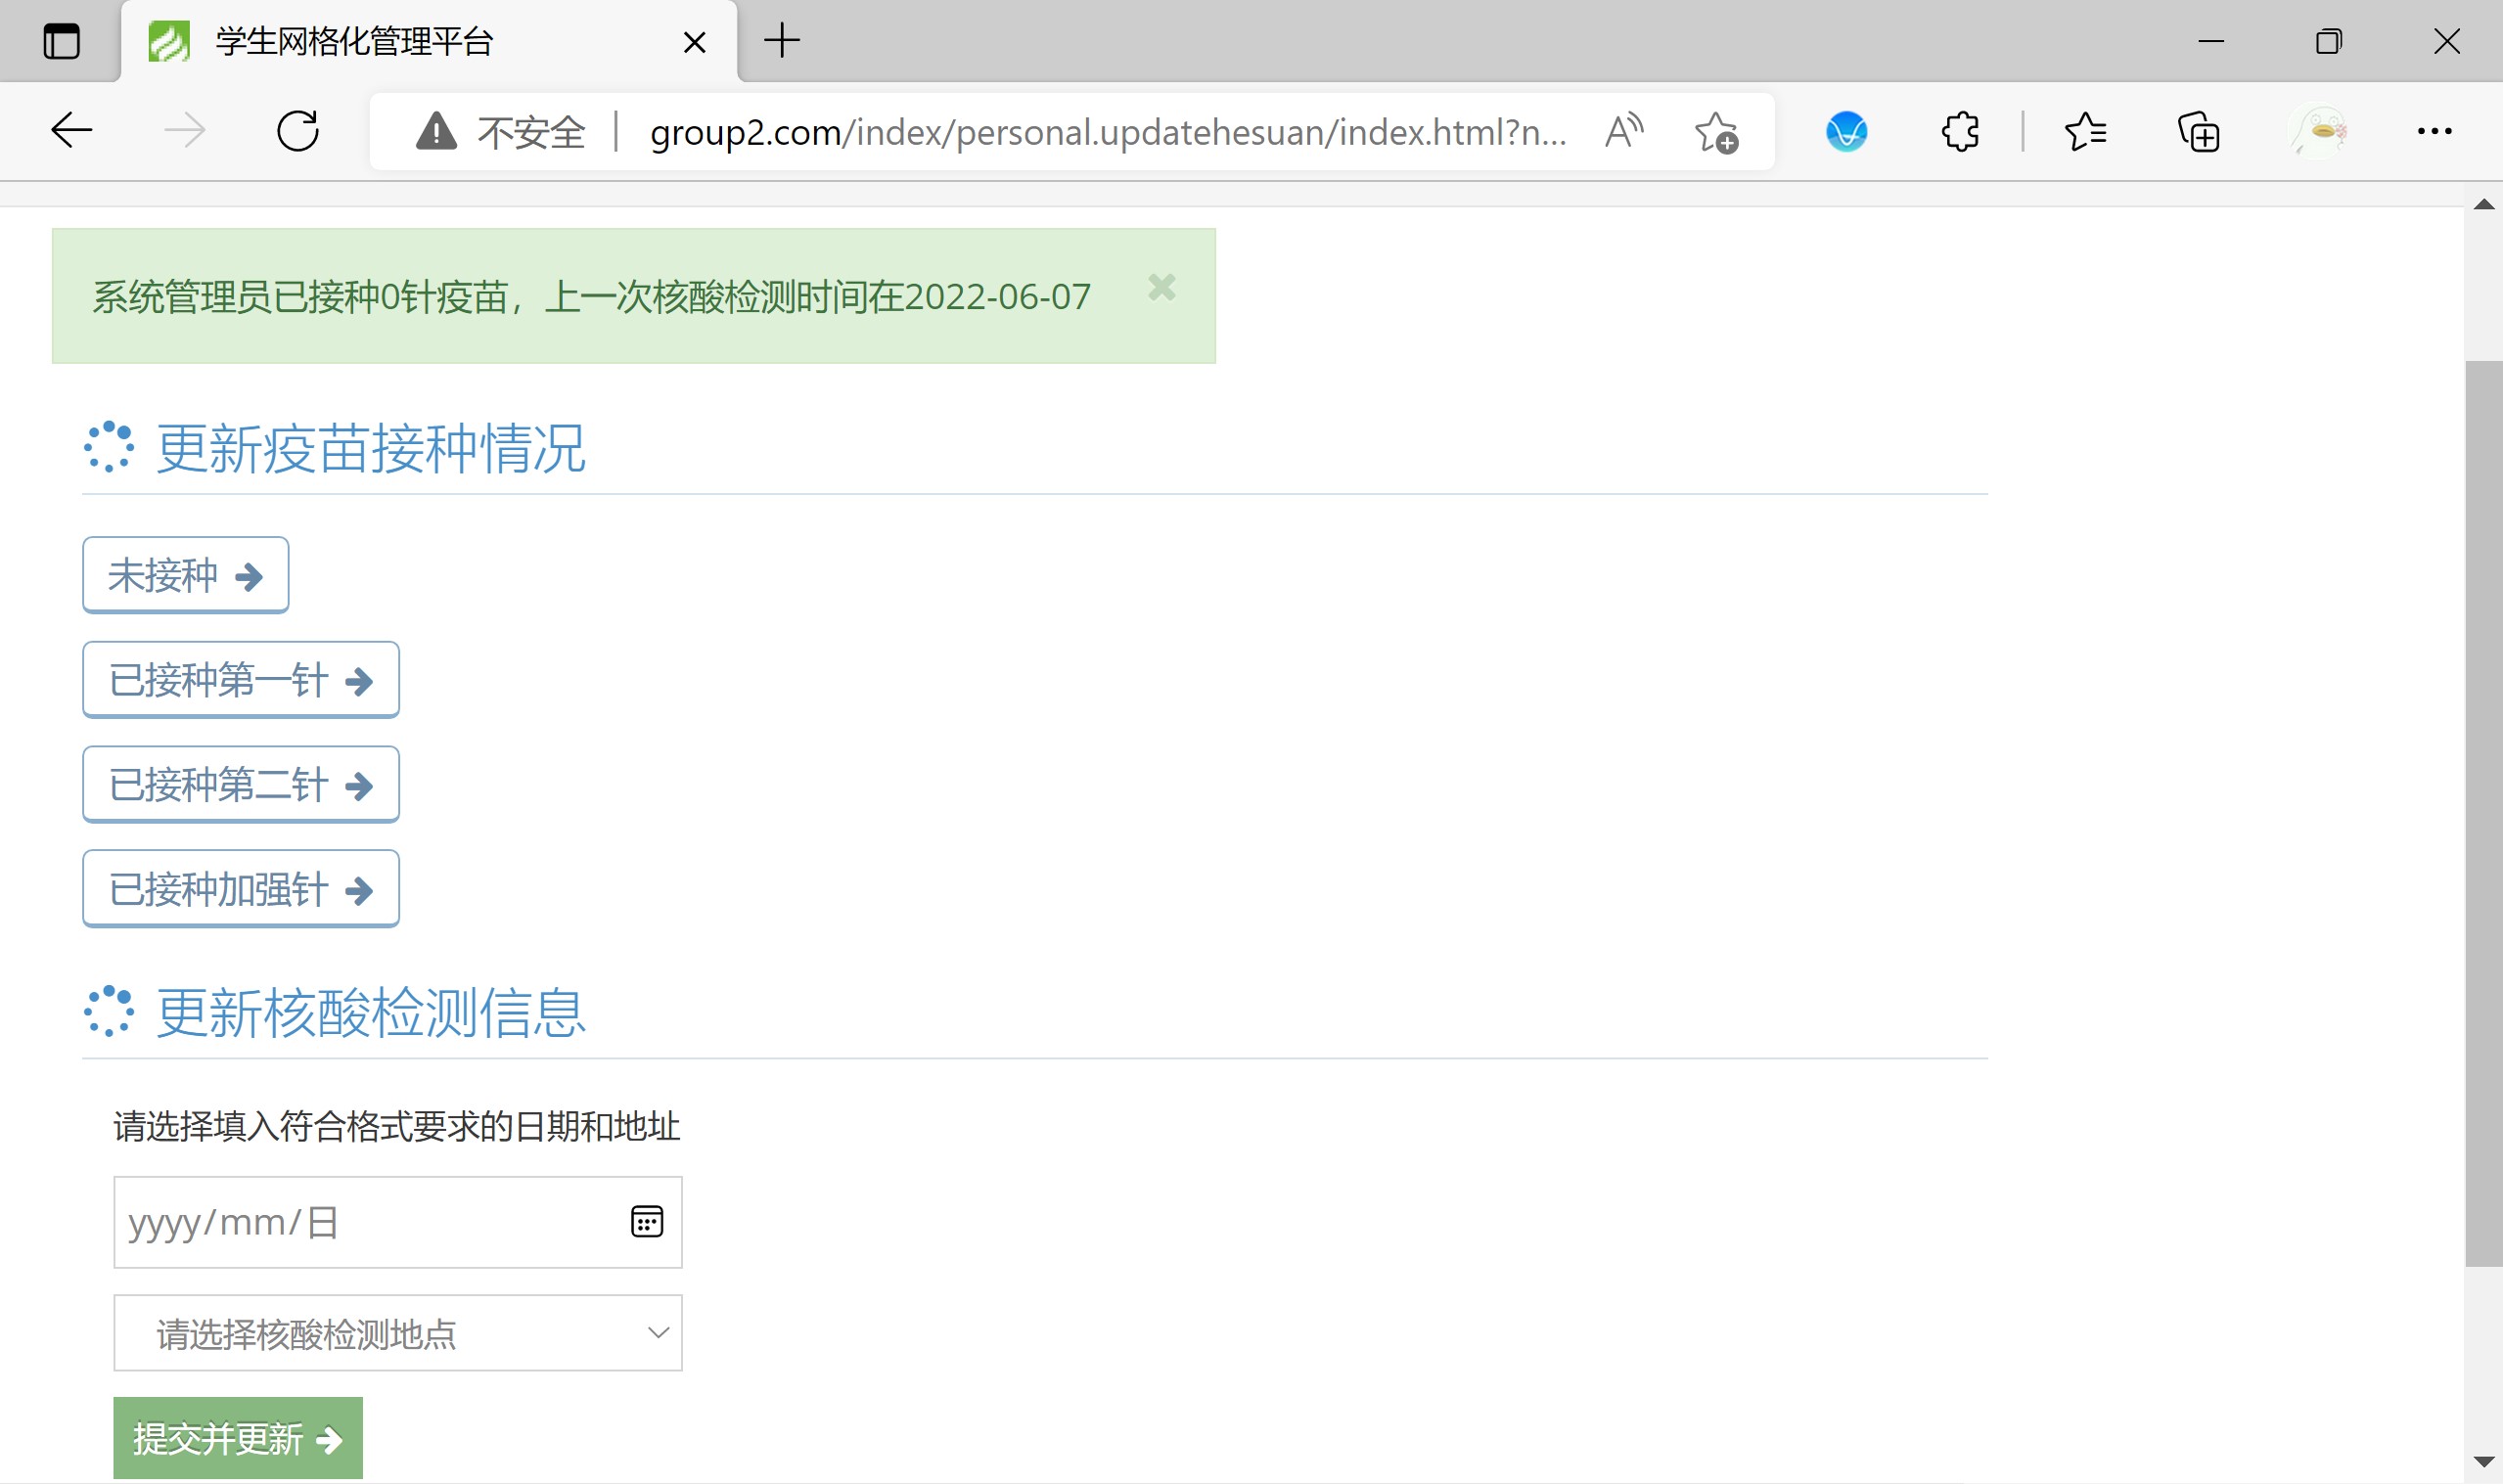 学生网格化管理平台
不安全 group2.com/index/personal.updatehesuan/index.html?n...
系统管理员已接种0针疫苗，上一次核酸检测时间在2022-06-07
更新疫苗接种情况
未接种
已接种第一针
已接种第二针
已接种加强针
更新核酸检测信息
请选择填入符合格式要求的日期和地址
yyyy/mm/日
请选择核酸检测地点
提交并更新